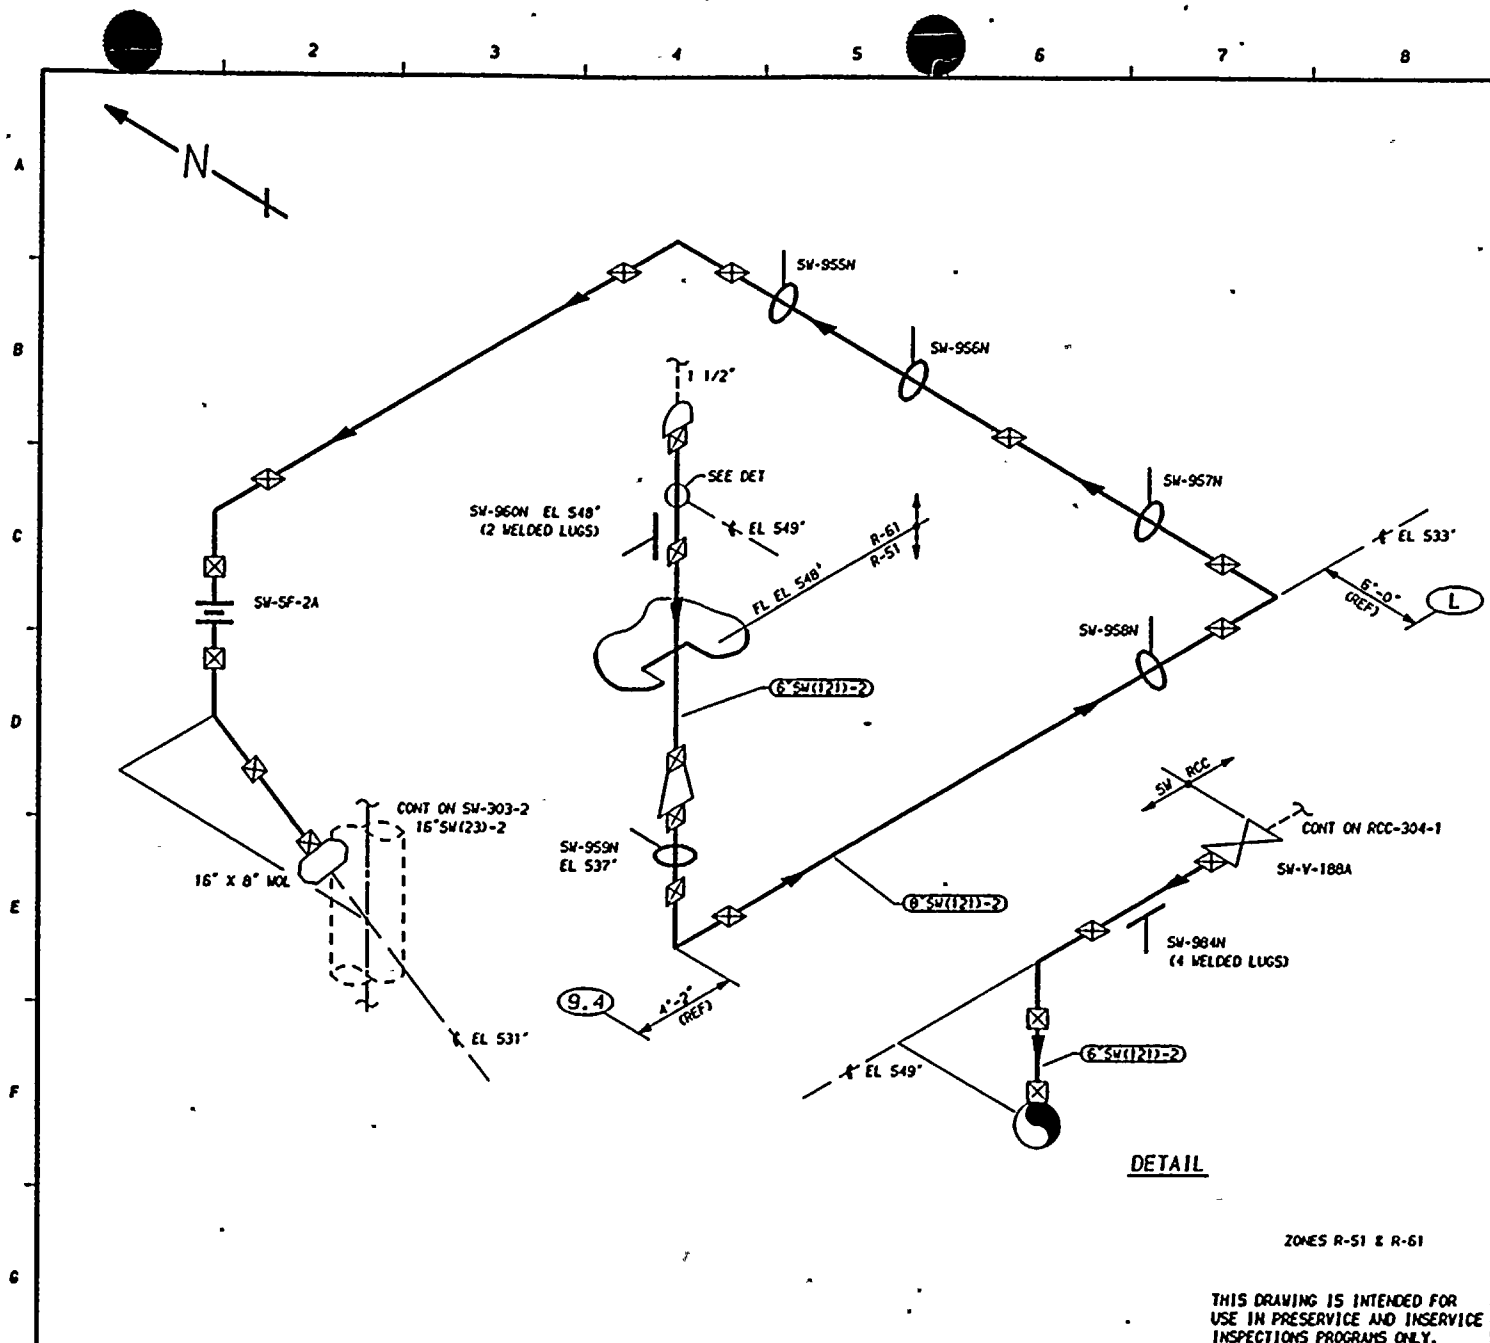 2 3 4 5 6 7 8
A
N
SW-955N
B
SW-956N
1 1/2"
SEE DET
SW-957N
C
SW-960N EL 548'
(2 WELDED LUGS)
℄ EL 549'
R-61
R-51
℄ EL 533'
FL EL 548'
6'-0"
(REF)
L
SW-SF-2A
SW-958N
6"SW(121)-2
D
SW RCC
CONT ON SW-303-2
16"SW(23)-2
CONT ON RCC-304-1
SW-959N
EL 537'
SW-V-188A
16" X 8" WOL
E
8"SW(121)-2
SW-984N
(4 WELDED LUGS)
9.4
4'-2"
(REF)
℄ EL 531'
6"SW(121)-2
℄ EL 549'
F
DETAIL
ZONES R-51 & R-61
G
THIS DRAWING IS INTENDED FOR
USE IN PRESERVICE AND INSERVICE
INSPECTIONS PROGRAMS ONLY.